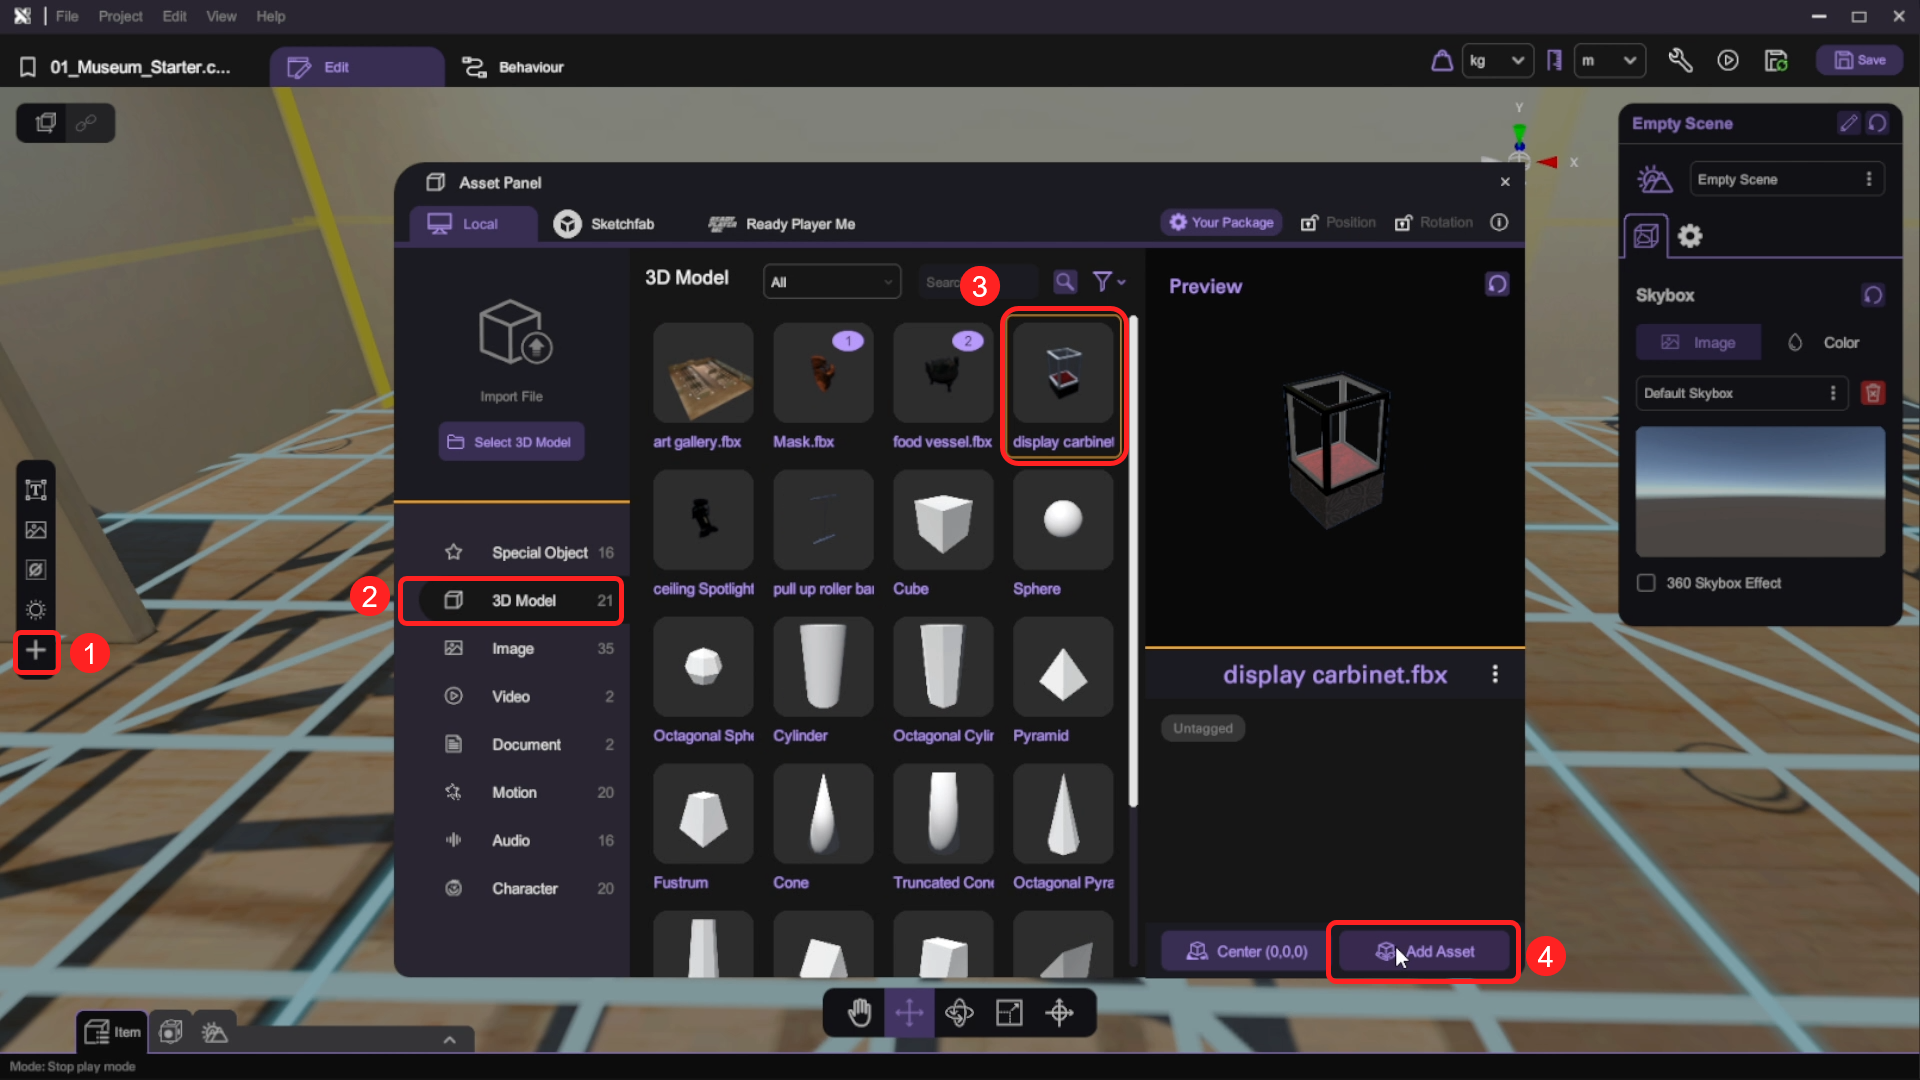 File Project Edit View Help
01_Museum_Starter.c... Edit Behaviour kg m Save
Y
X
Empty Scene
Empty Scene
Asset Panel
Local Sketchfab Ready Player Me Your Package Position Rotation
READY PLAYER ME
3D Model All Searc 3
Preview
Import File
Select 3D Model
1
2
art gallery.fbx Mask.fbx food vessel.fbx display carbinet
ceiling Spotlight pull up roller bar Cube Sphere
Octagonal Sphe Cylinder Octagonal Cylin Pyramid
Fustrum Cone Truncated Cone Octagonal Pyra
Special Object 16
2 3D Model 21
Image 35
Video 2
Document 2
Motion 20
Audio 16
Character 20
1
display carbinet.fbx
Untagged
Center (0,0,0) Add Asset 4
Skybox
Image Color
Default Skybox
360 Skybox Effect
Item
Mode: Stop play mode